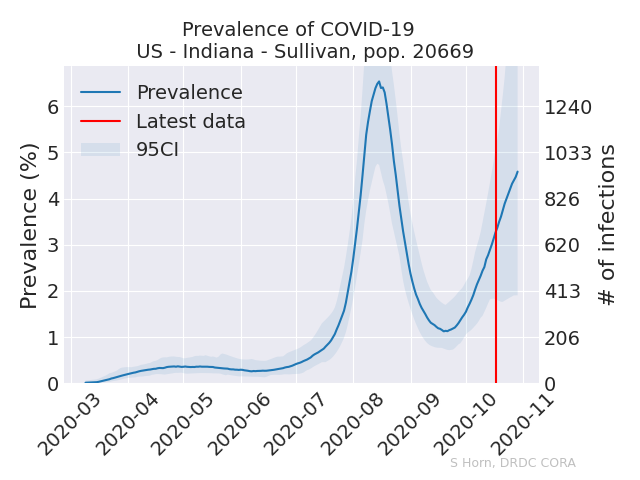 Prevalence of COVID-19
US - Indiana - Sullivan, pop. 20669
Prevalence
Latest data
95CI
Prevalence (%)
6
5
4
3
2
1
0
1240
1033
826
620
413
206
0
# of infections
2020-03
2020-04
2020-05
2020-06
2020-07
2020-08
2020-09
2020-10
2020-11
S Horn, DRDC CORA